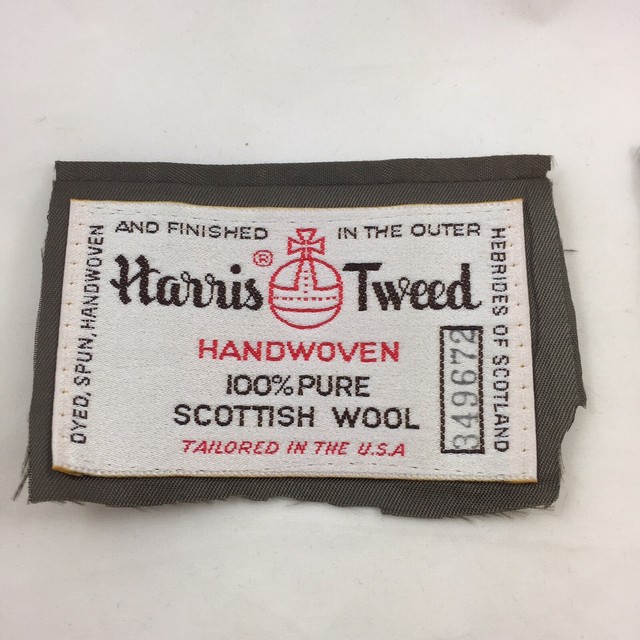 DYED, SPUN, HANDWOVEN
AND FINISHED IN THE OUTER
HEBRIDES OF SCOTLAND
Harris ® Tweed
HANDWOVEN
100% PURE
SCOTTISH WOOL
TAILORED IN THE U.S.A
349672